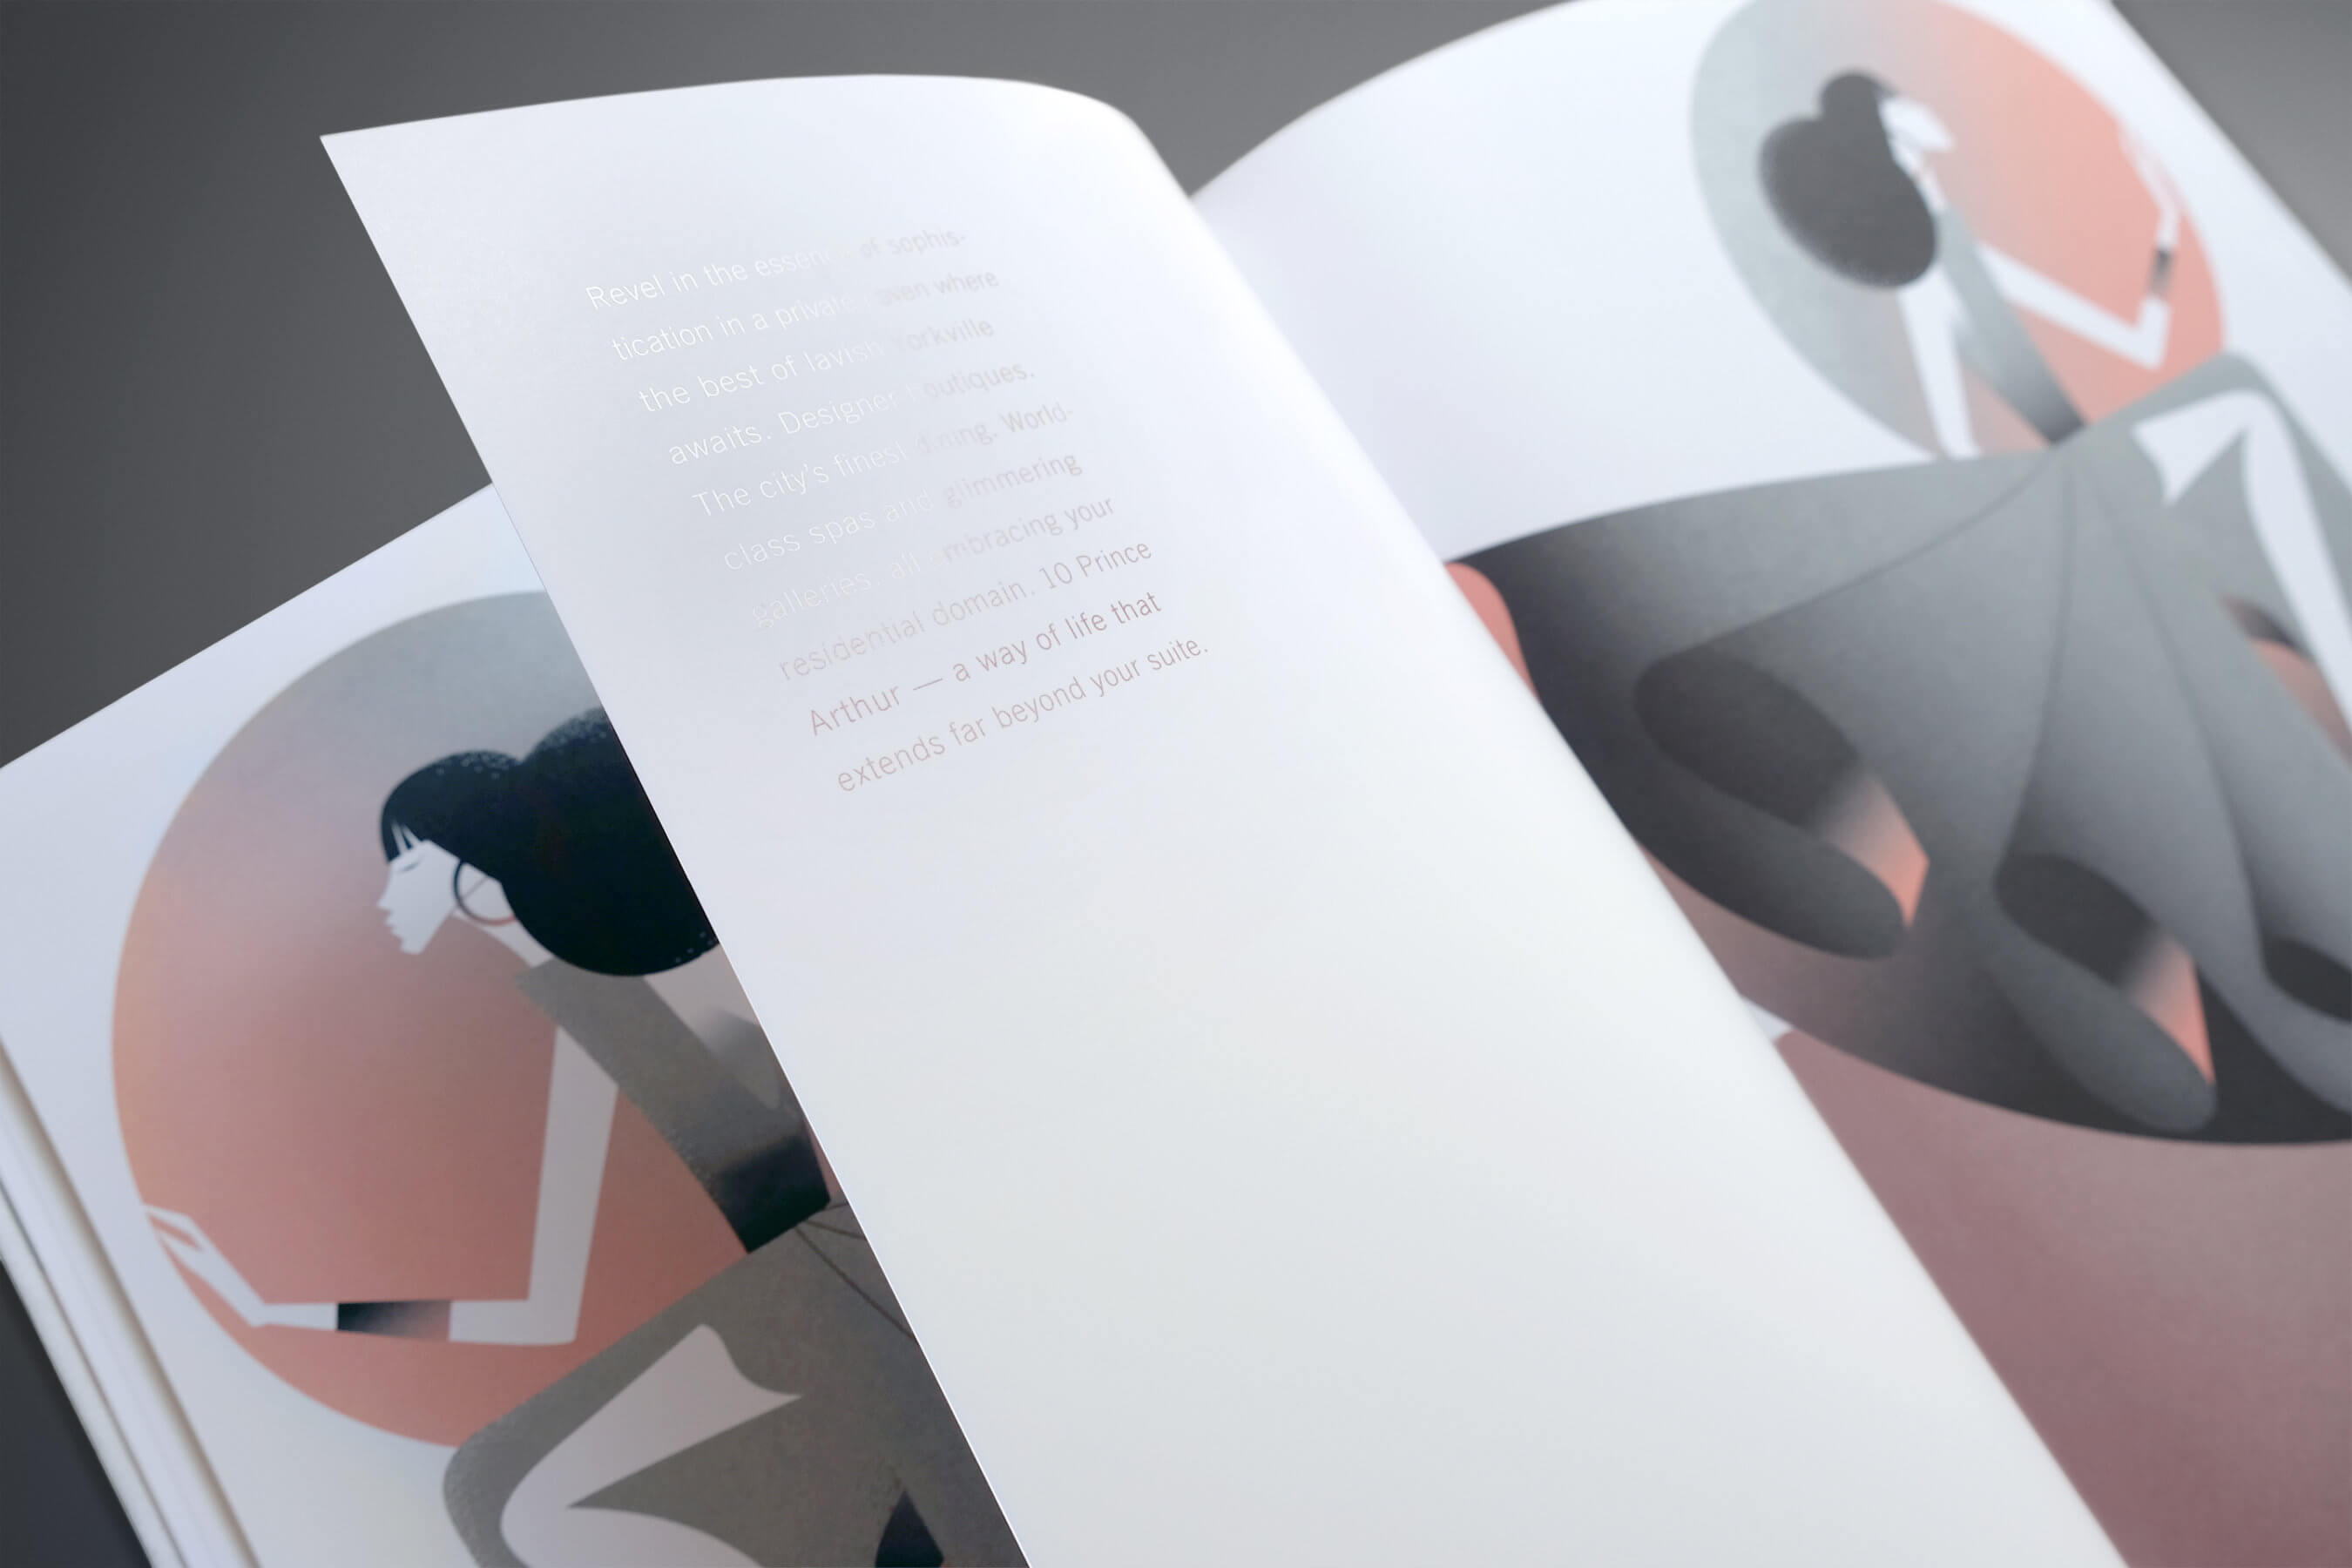 Revel in the essence of sophis-
tication in a private haven where
the best of lavish Yorkville
awaits. Designer boutiques.
The city's finest dining. World-
class spas and glimmering
galleries, all embracing your
residential domain. 10 Prince
Arthur — a way of life that
extends far beyond your suite.